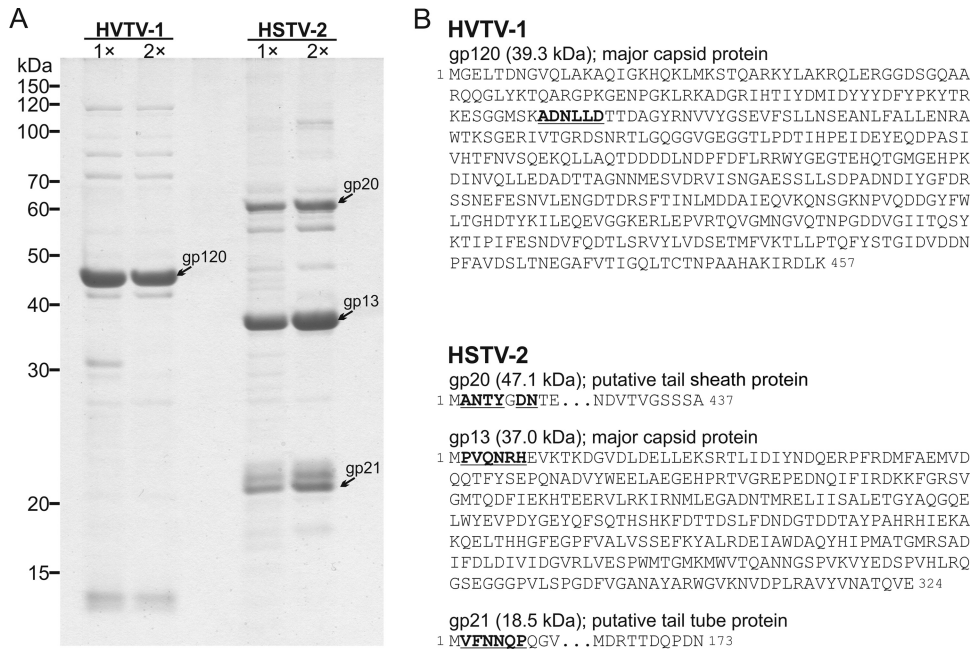 A
HVTV-1 HSTV-2
1× 2× 1× 2×
kDa
150
120
100
70
60
50
40
30
20
15
gp20
gp120
gp13
gp21
B
HVTV-1
gp120 (39.3 kDa); major capsid protein
1 MGELTDNGVQLAKAQIGKHQKLMKSTQARKYLAKRQLERGGDSGQAA
RQQGLYKTQARGPKGENPGKLRKADGRIHTIYDMIDYYDFYPKYTR
KESGGMSKADNLLDTTDAGYRNVVYGSEVFSLLNSEANLFALLENRA
WTKSGERIVTGRDSNRTLGQGGVGEGGTLPDTIHPEIDEYEQDPASI
VHTFNVSQEKQLLAQTDDDDLNDPFDFLRRWYGEGTEHQTGMGEHPK
DINVQLLEDADTTAGNNMESVDRVISNGAESSLLSDPADNDIYGFDR
SSNEFESNVLENGDTDRSFTINLMDDAIEQVKQNSGKNPVQDDGYFW
LTGHDTYKILEQEVGGKERLEPVRTQVGMNGVQTNPGDDVGIITQSY
KTIPIFESNDVFQDTLSRVYLVDSETMFVKTLLPTQFYSTGIDVDDN
PFAVDSLTNEGAFVTIGQLTCTNPAAHAKIRDLK 457
HSTV-2
gp20 (47.1 kDa); putative tail sheath protein
1 MANTYGDNTE...NDVTVGSSSA 437
gp13 (37.0 kDa); major capsid protein
1 MPVQNRHEVKTKDGVDLDELLEKSRTLIDIYNDQERPFRDMFAEMVD
QQTFYSEPQNADVYWEELAEGEHPRTVGREPEDNQIFIRDKKFGRSV
GMTQDFIEKHTEERVLRKIRNMLEGADNTMRELIISALETGYAQGQE
LWYEVPDYGEYQFSQTHSHKFDTTDSLFDNDGTDDTAYPAHRHIEKA
KQELTHHGFEGPFVALVSSEFKYALRDEIAWDAQYHIPMATGMRSAD
IFDLDIVIDGVRLVESPWMTGMKMWVTQANNGSPVKVYEDSPVHLRQ
GSEGGGPVLSPGDFVGANAYARWGVKNVDPLRAVYVNATQVE 324
gp21 (18.5 kDa); putative tail tube protein
1 MVFNNQPQGV...MDRTTDQPDN 173